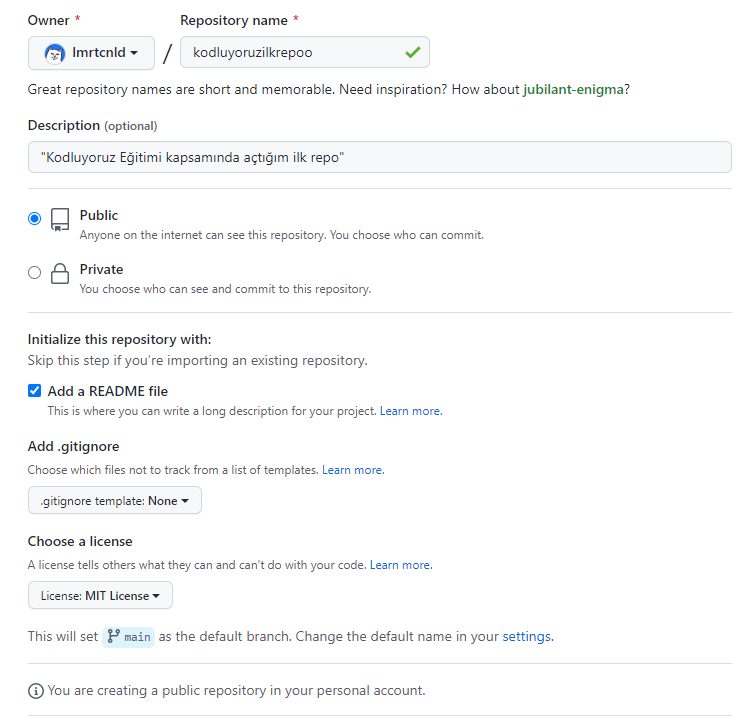 Owner * Repository name *
lmrtcnld / kodluyoruzilkrepoo
Great repository names are short and memorable. Need inspiration? How about jubilant-enigma?
Description (optional)
"Kodluyoruz Eğitimi kapsamında açtığım ilk repo"
Public
Anyone on the internet can see this repository. You choose who can commit.
Private
You choose who can see and commit to this repository.
Initialize this repository with:
Skip this step if you're importing an existing repository.
Add a README file
This is where you can write a long description for your project. Learn more.
Add .gitignore
Choose which files not to track from a list of templates. Learn more.
.gitignore template: None
Choose a license
A license tells others what they can and can't do with your code. Learn more.
License: MIT License
This will set main as the default branch. Change the default name in your settings.
You are creating a public repository in your personal account.